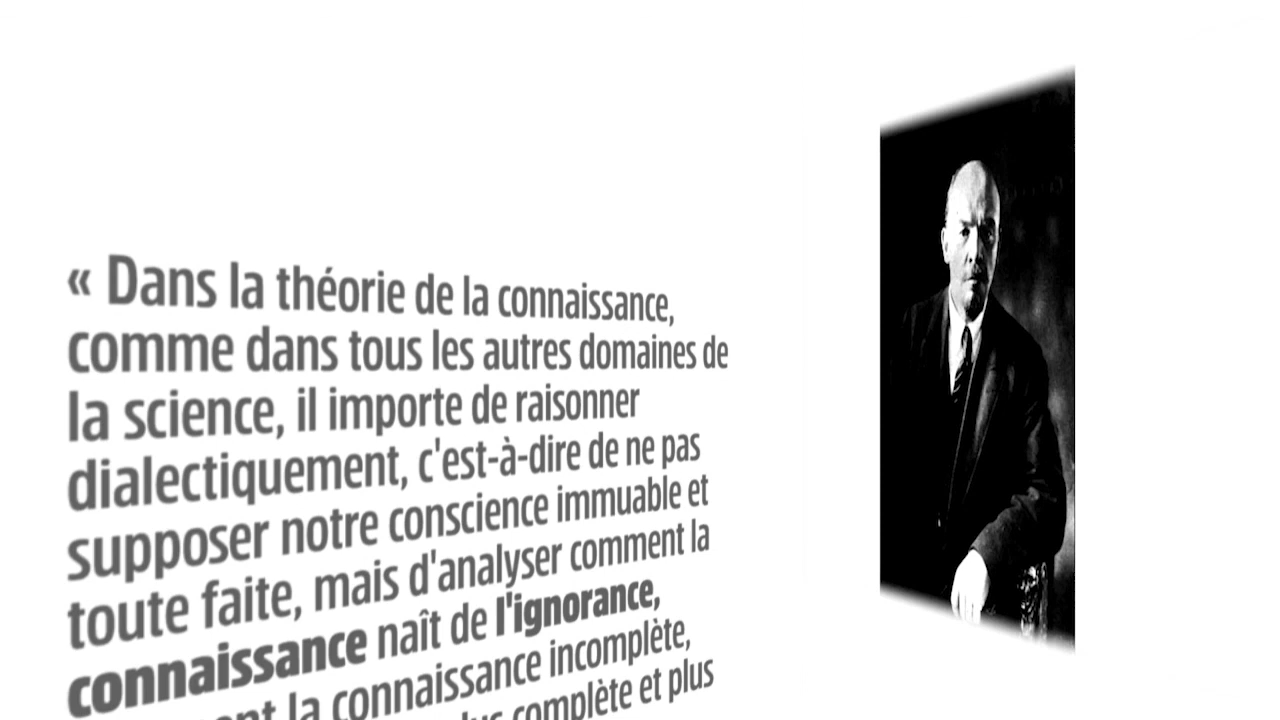 « Dans la théorie de la connaissance,
comme dans tous les autres domaines de
la science, il importe de raisonner
dialectiquement, c'est-à-dire de ne pas
supposer notre conscience immuable et
toute faite, mais d'analyser comment la
connaissance naît de l'ignorance,
la connaissance incomplète,
complète et plus